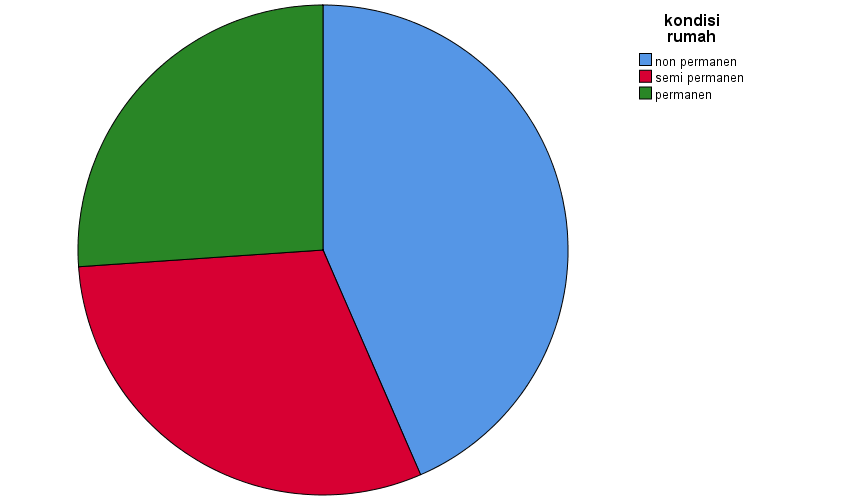 kondisi
rumah
non permanen
semi permanen
permanen